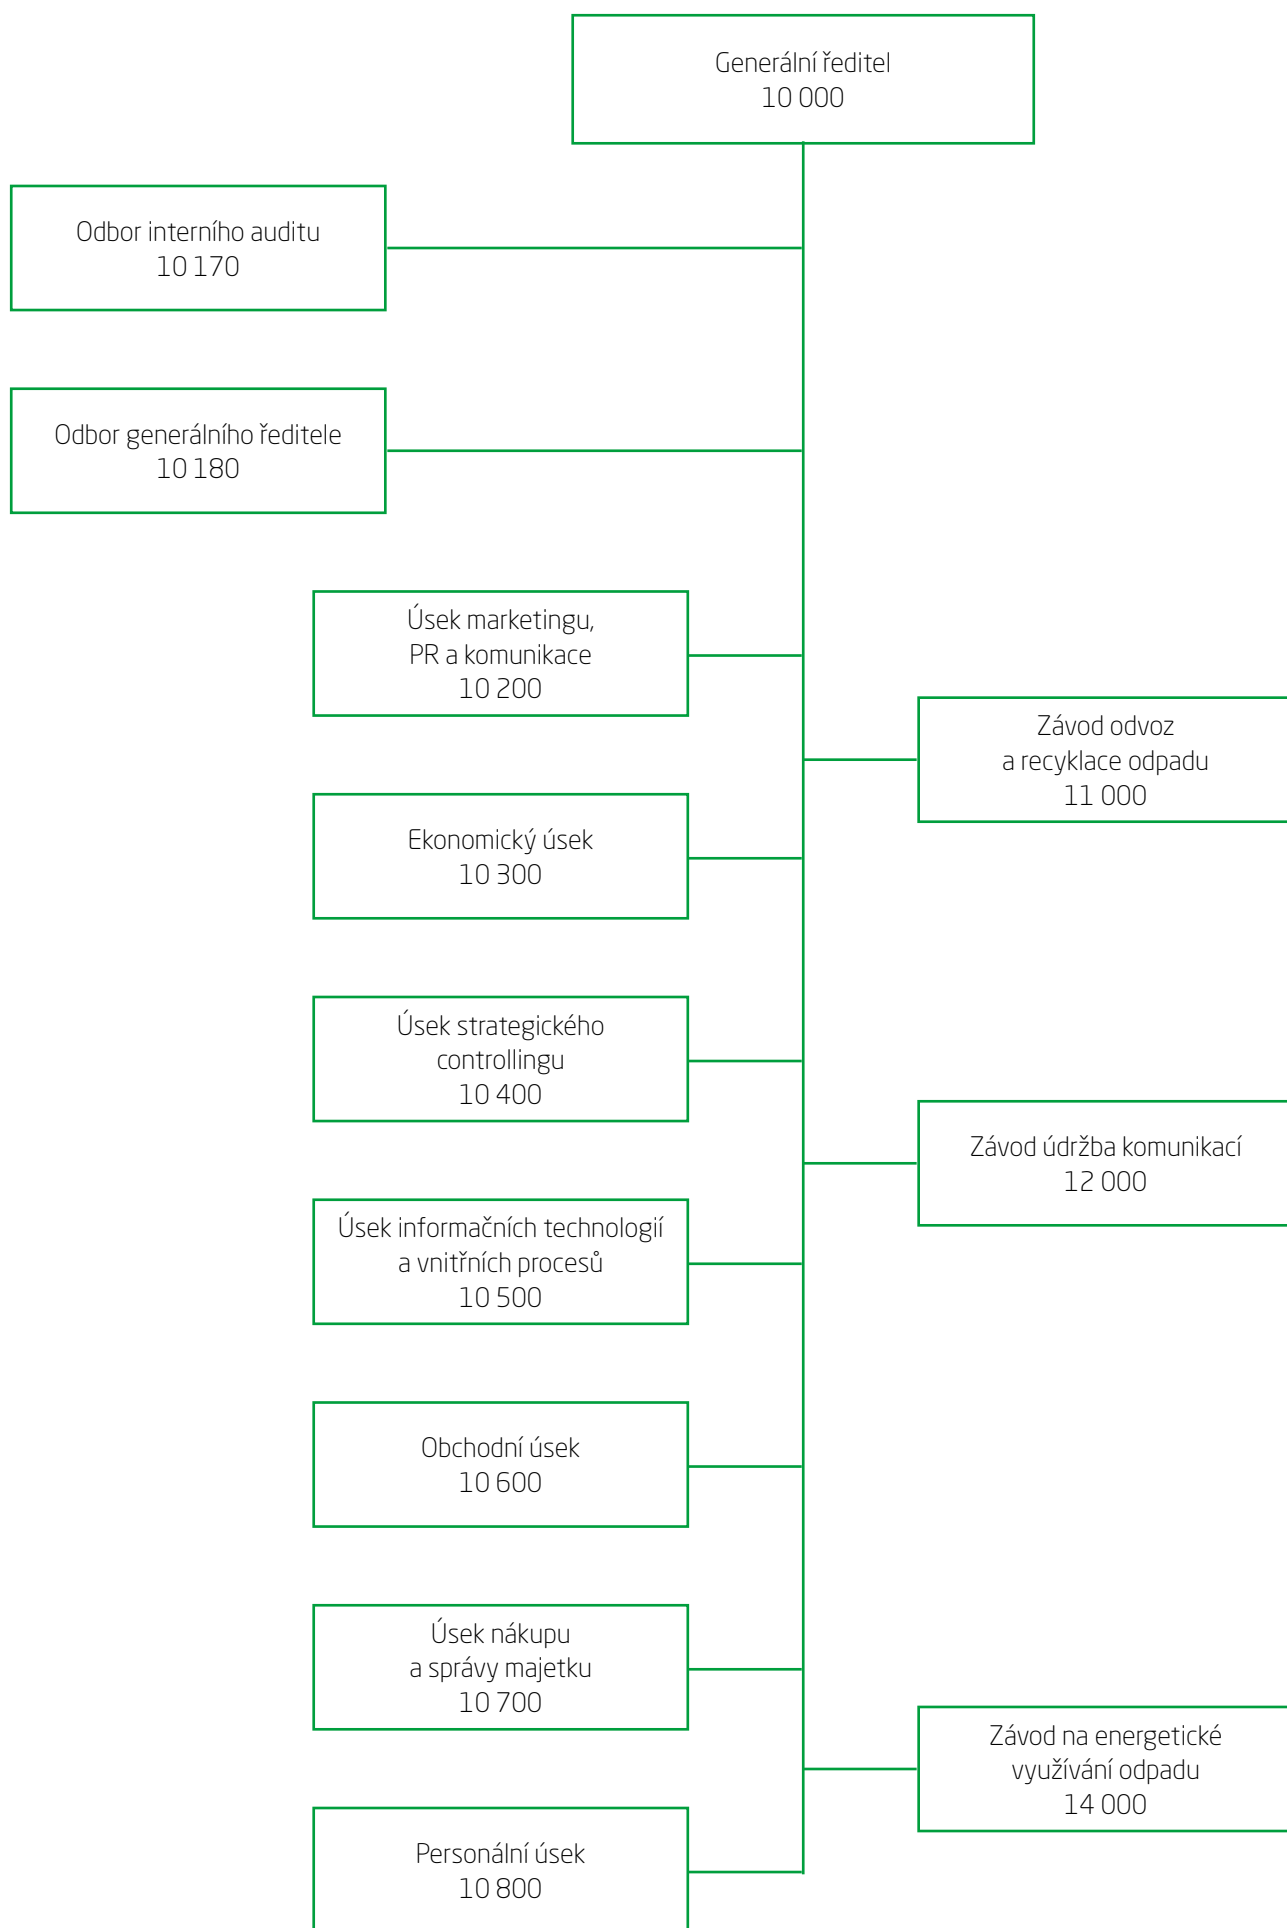 Generální ředitel
10 000
Odbor interního auditu
10 170
Odbor generálního ředitele
10 180
Úsek marketingu,
PR a komunikace
10 200
Závod odvoz
a recyklace odpadu
11 000
Ekonomický úsek
10 300
Úsek strategického
controllingu
10 400
Závod údržba komunikací
12 000
Úsek informačních technologií
a vnitřních procesů
10 500
Obchodní úsek
10 600
Úsek nákupu
a správy majetku
10 700
Závod na energetické
využívání odpadu
14 000
Personální úsek
10 800